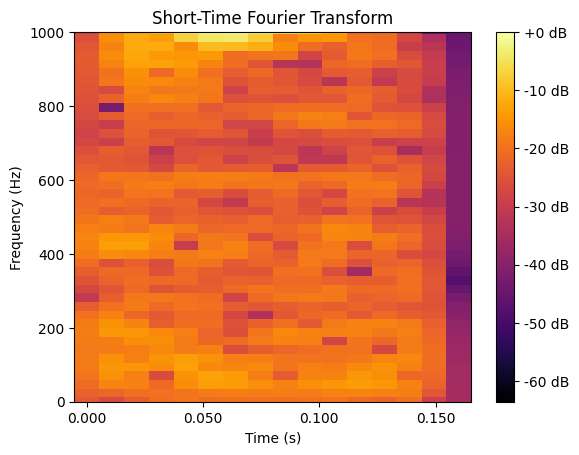 Short-Time Fourier Transform
Frequency (Hz)
1000
800
600
400
200
0
0.000
0.050
0.100
0.150
Time (s)
+0 dB
-10 dB
-20 dB
-30 dB
-40 dB
-50 dB
-60 dB